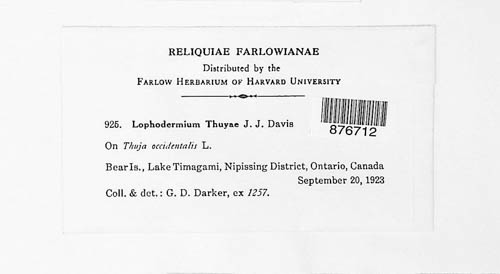 RELIQUIAE FARLOWIANAE
Distributed by the
FARLOW HERBARIUM OF HARVARD UNIVERSITY
925. Lophodermium Thuyae J. J. Davis
876712
On Thuja occidentalis L.
Bear Is., Lake Timagami, Nipissing District, Ontario, Canada
September 20, 1923
Coll. & det.: G. D. Darker, ex 1257.